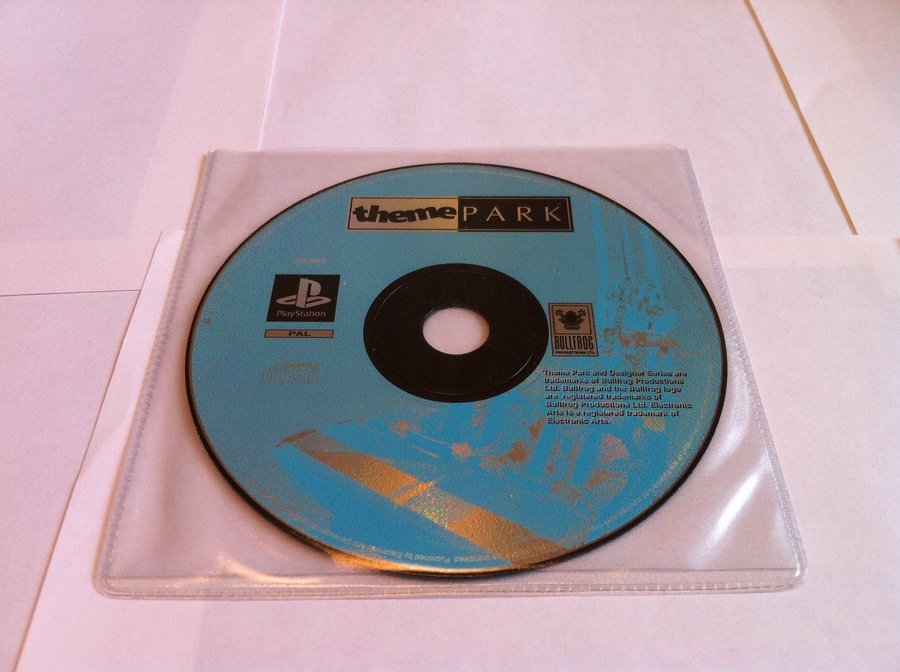 theme PARK
PlayStation
PAL
BULLFROG
PRODUCTIONS LTD.
Theme Park and Designer Series are
trademarks of Bullfrog Productions
Ltd. Bullfrog and the Bullfrog logo
are registered trademarks of
Bullfrog Productions Ltd. Electronic
Arts is a registered trademark of
Electronic Arts.